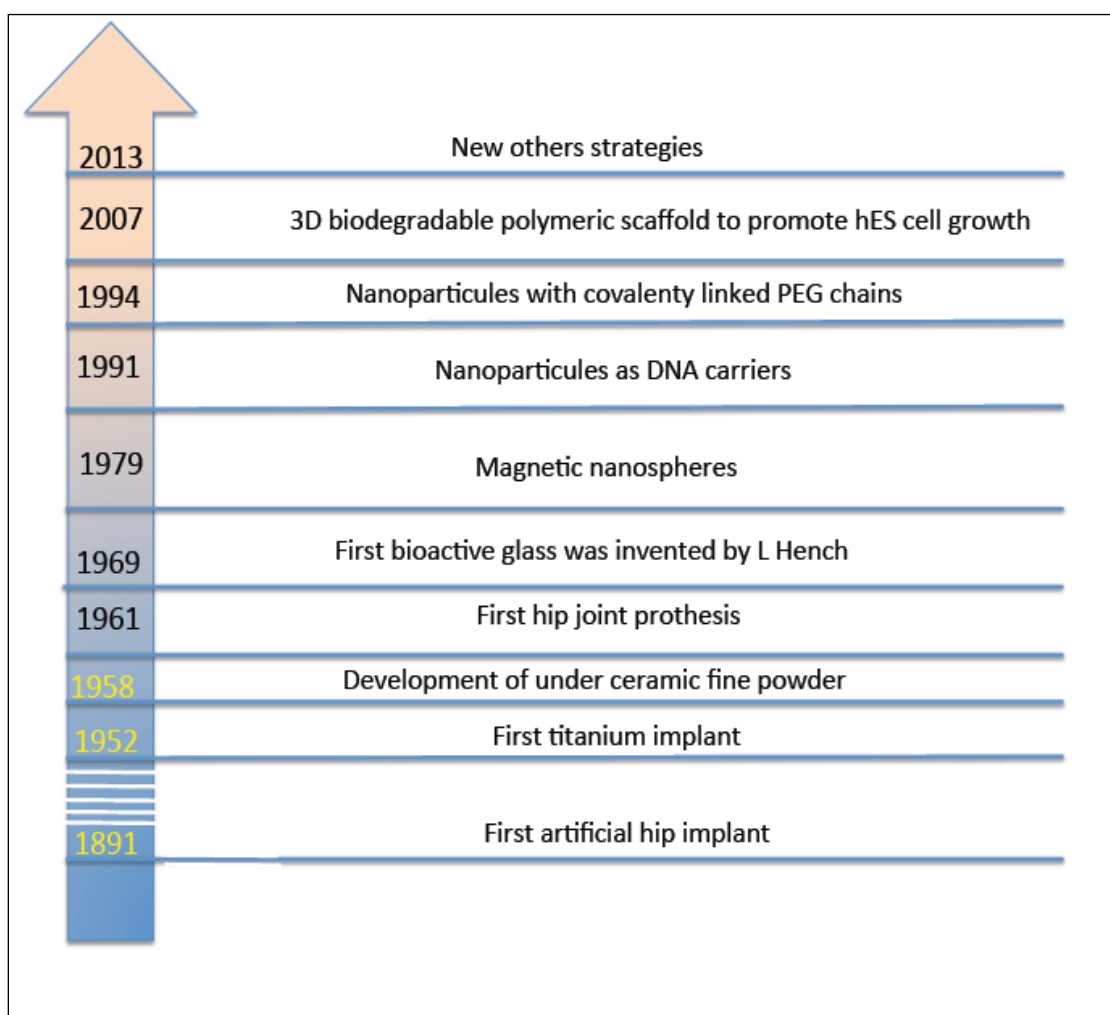 2013 New others strategies
2007 3D biodegradable polymeric scaffold to promote hES cell growth
1994 Nanoparticules with covalenty linked PEG chains
1991 Nanoparticules as DNA carriers
1979 Magnetic nanospheres
1969 First bioactive glass was invented by L Hench
1961 First hip joint prothesis
1958 Development of under ceramic fine powder
1952 First titanium implant
1891 First artificial hip implant